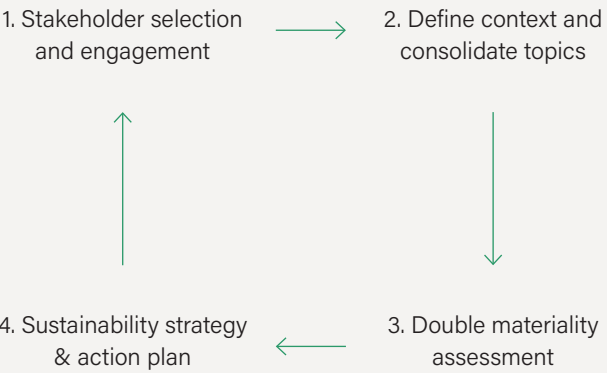 1. Stakeholder selection
and engagement
2. Define context and
consolidate topics
4. Sustainability strategy
& action plan
3. Double materiality
assessment